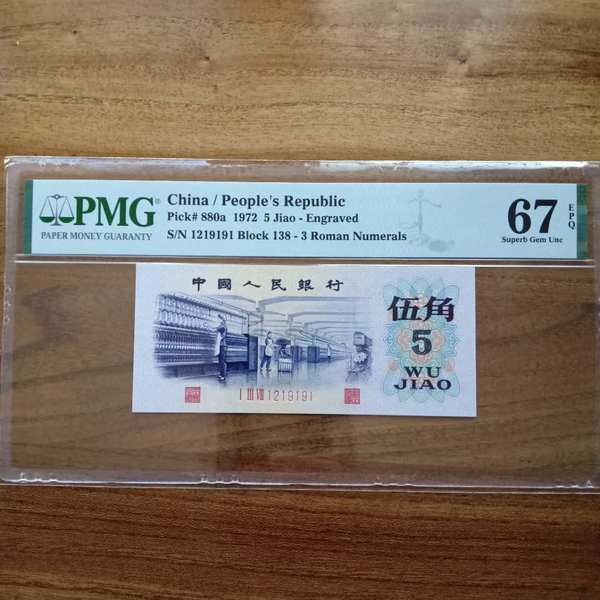 PMG®
PAPER MONEY GUARANTY
China / People's Republic
Pick# 880a 1972 5 Jiao - Engraved
S/N 1219191 Block 138 - 3 Roman Numerals
67 EPQ
Superb Gem Unc
中國人民銀行
伍角
5
WU
JIAO
I III VIII 1219191